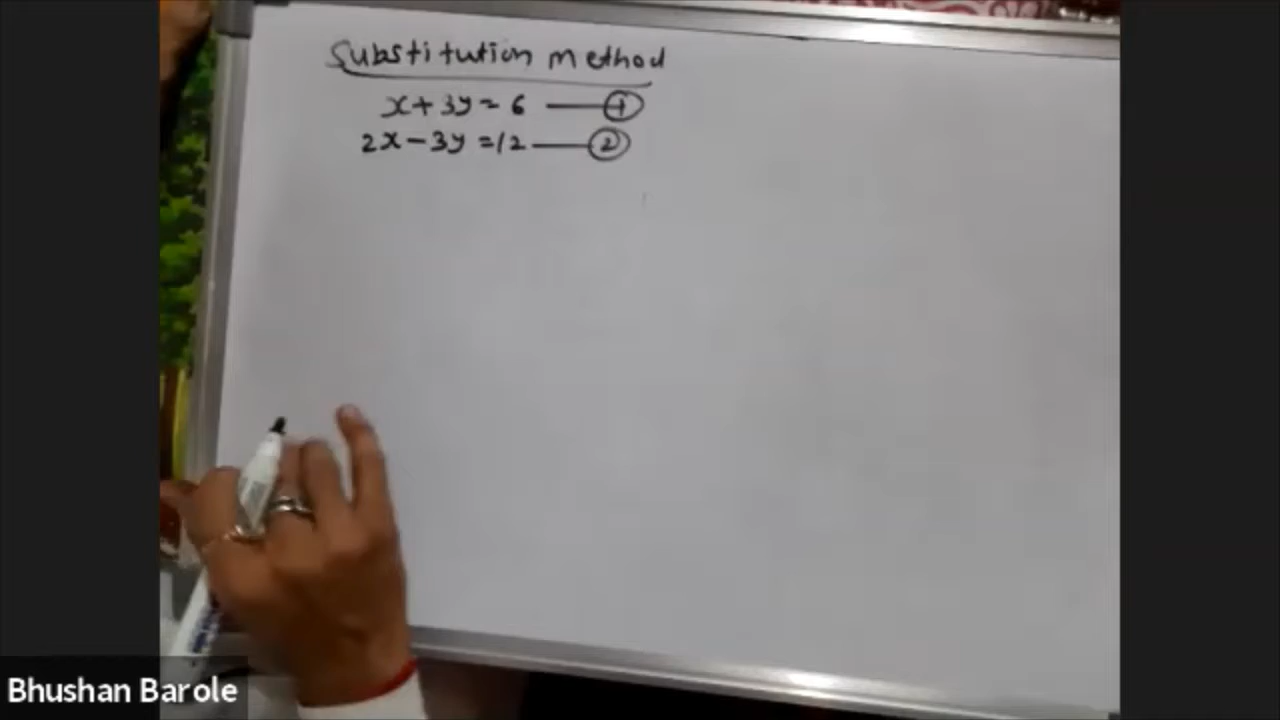 Substitution method
x + 3y = 6 —— ①
2x - 3y = 12 —— ②
Bhushan Barole